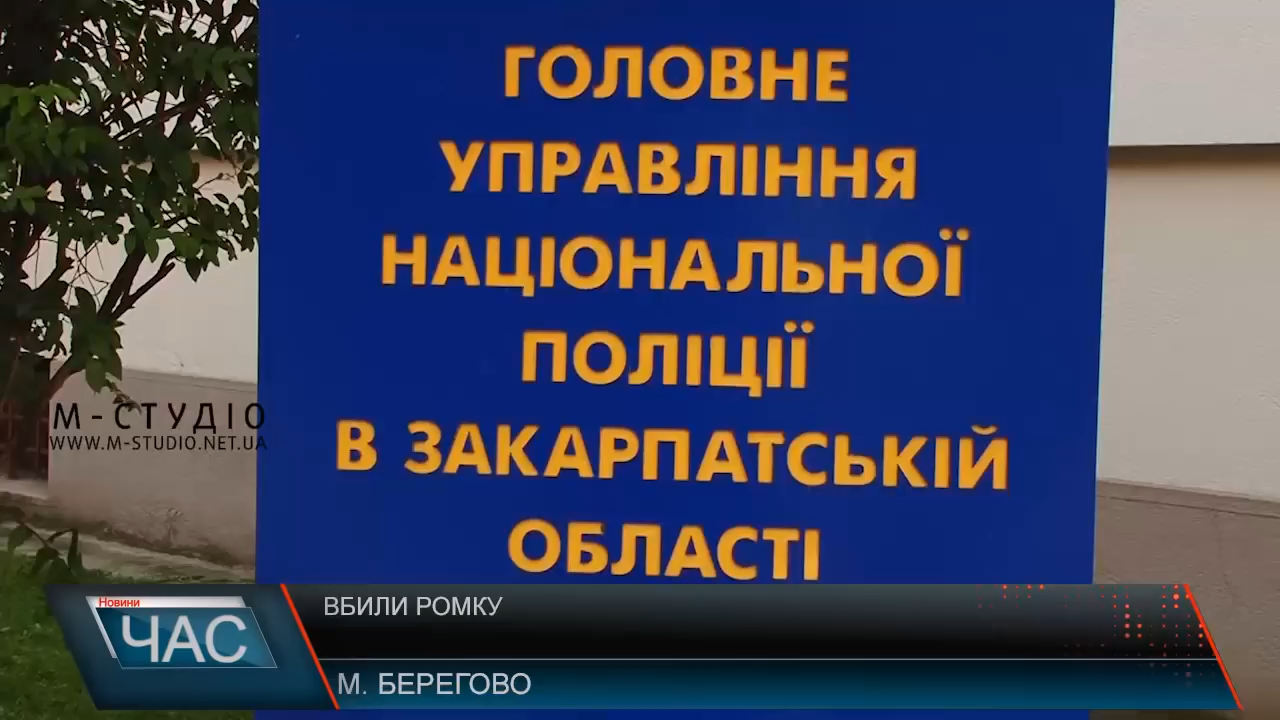 ГОЛОВНЕ
УПРАВЛІННЯ
НАЦІОНАЛЬНОЇ
ПОЛІЦІЇ
В ЗАКАРПАТСЬКІЙ
ОБЛАСТІ
М-СТУДІО
WWW.M-STUDIO.NET.UA
Новини
ЧАС
ВБИЛИ РОМКУ
М. БЕРЕГОВО